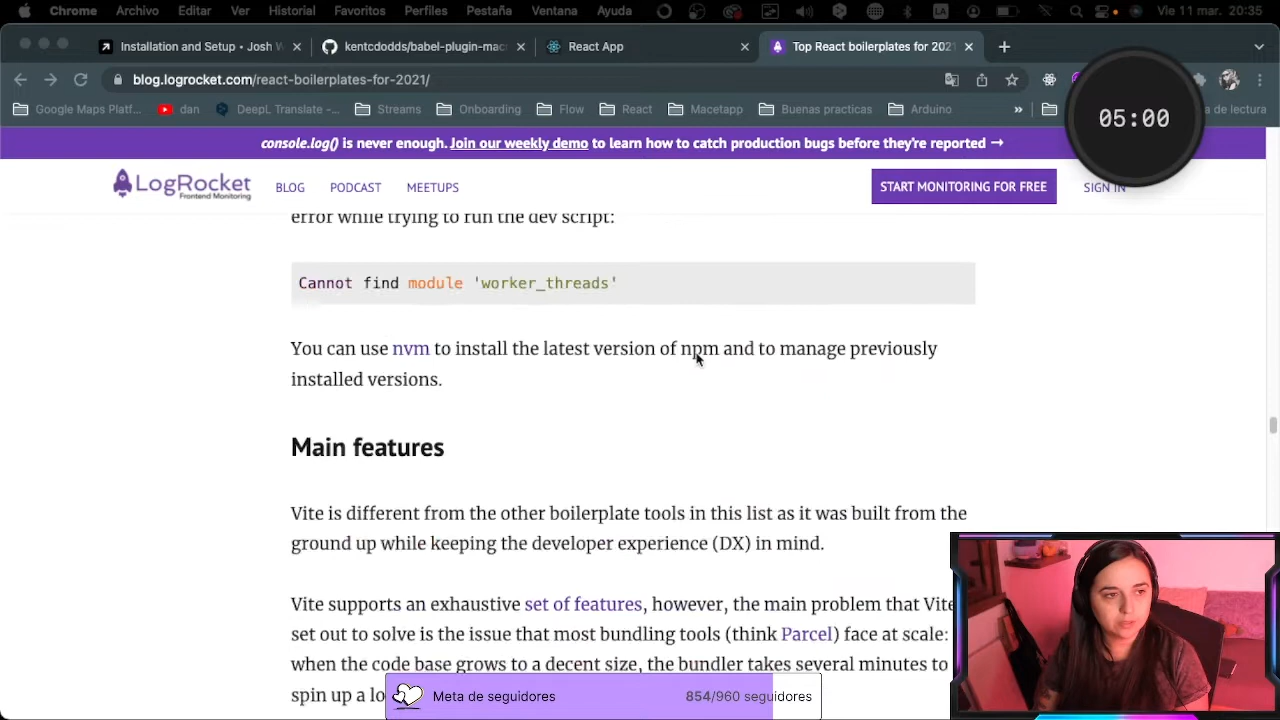 Chrome Archivo Editar Ver Historial Favoritos Perfiles Pestaña Ventana Ayuda LA Vie 11 mar. 20:35
Installation and Setup • Josh W
kentcdodds/babel-plugin-mac
React App
Top React boilerplates for 2021
blog.logrocket.com/react-boilerplates-for-2021/
Google Maps Platf... dan DeepL Translate -... Streams Onboarding Flow React Macetapp Buenas practicas Arduino » de lectura
05:00
console.log() is never enough. Join our weekly demo to learn how to catch production bugs before they're reported →
LogRocket
Frontend Monitoring
BLOG PODCAST MEETUPS START MONITORING FOR FREE SIGN IN
error while trying to run the dev script:
Cannot find module 'worker_threads'
You can use nvm to install the latest version of npm and to manage previously
installed versions.
Main features
Vite is different from the other boilerplate tools in this list as it was built from the
ground up while keeping the developer experience (DX) in mind.
Vite supports an exhaustive set of features, however, the main problem that Vite
set out to solve is the issue that most bundling tools (think Parcel) face at scale:
when the code base grows to a decent size, the bundler takes several minutes to
spin up a lo
Meta de seguidores 854/960 seguidores